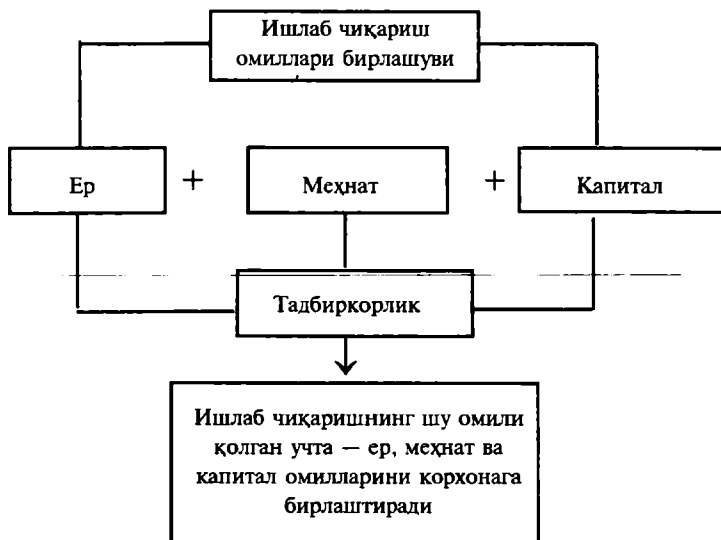 Ишлаб чиқариш
омиллари бирлашуви
Ер + Меҳнат + Капитал
Тадбиркорлик
Ишлаб чиқаришнинг шу омили
қолган учта — ер, меҳнат ва
капитал омилларини корхонага
бирлаштиради